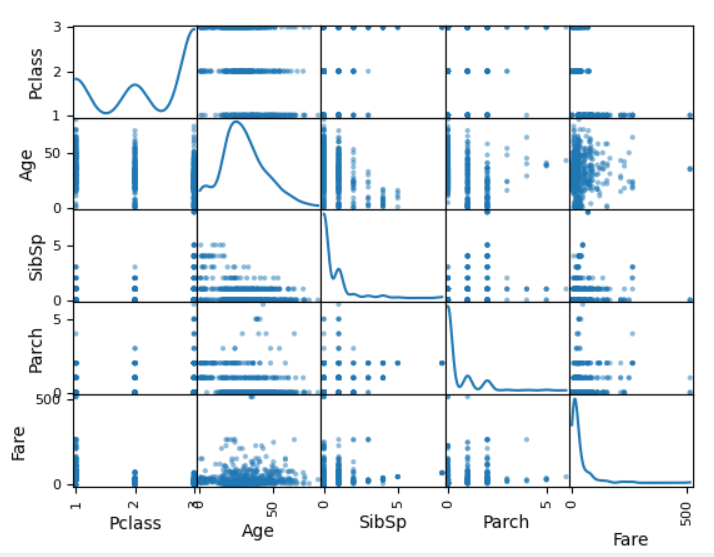 3
2
1
Pclass
50
0
Age
5
0
SibSp
5
0
Parch
500
0
Fare
1 2 3 0 50 0 5 0 5 0 500
Pclass Age SibSp Parch Fare